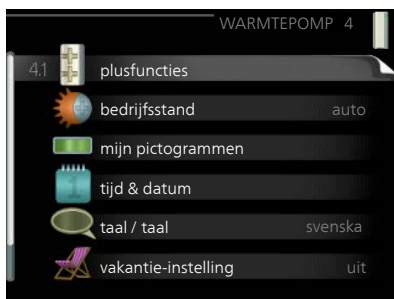 WARMTEPOMP 4
4.1 plusfuncties
bedrijfsstand auto
mijn pictogrammen
tijd & datum
taal / taal svenska
vakantie-instelling uit